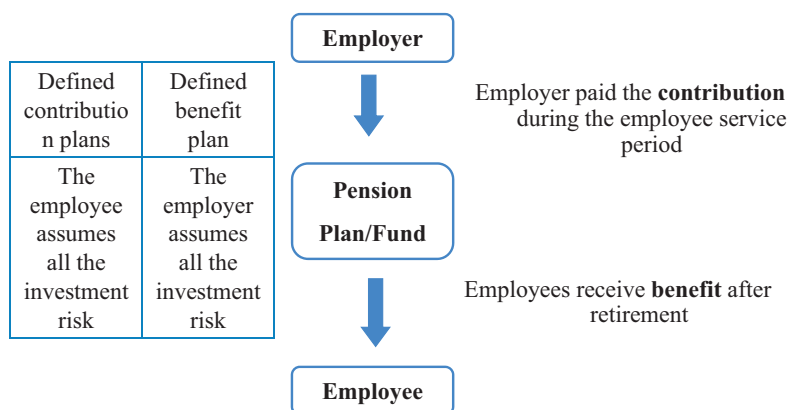 Employer
Defined
contributio
n plans
Defined
benefit
plan
The
employee
assumes
all the
investment
risk
The
employer
assumes
all the
investment
risk
Employer paid the contribution
during the employee service
period
Pension
Plan/Fund
Employees receive benefit after
retirement
Employee